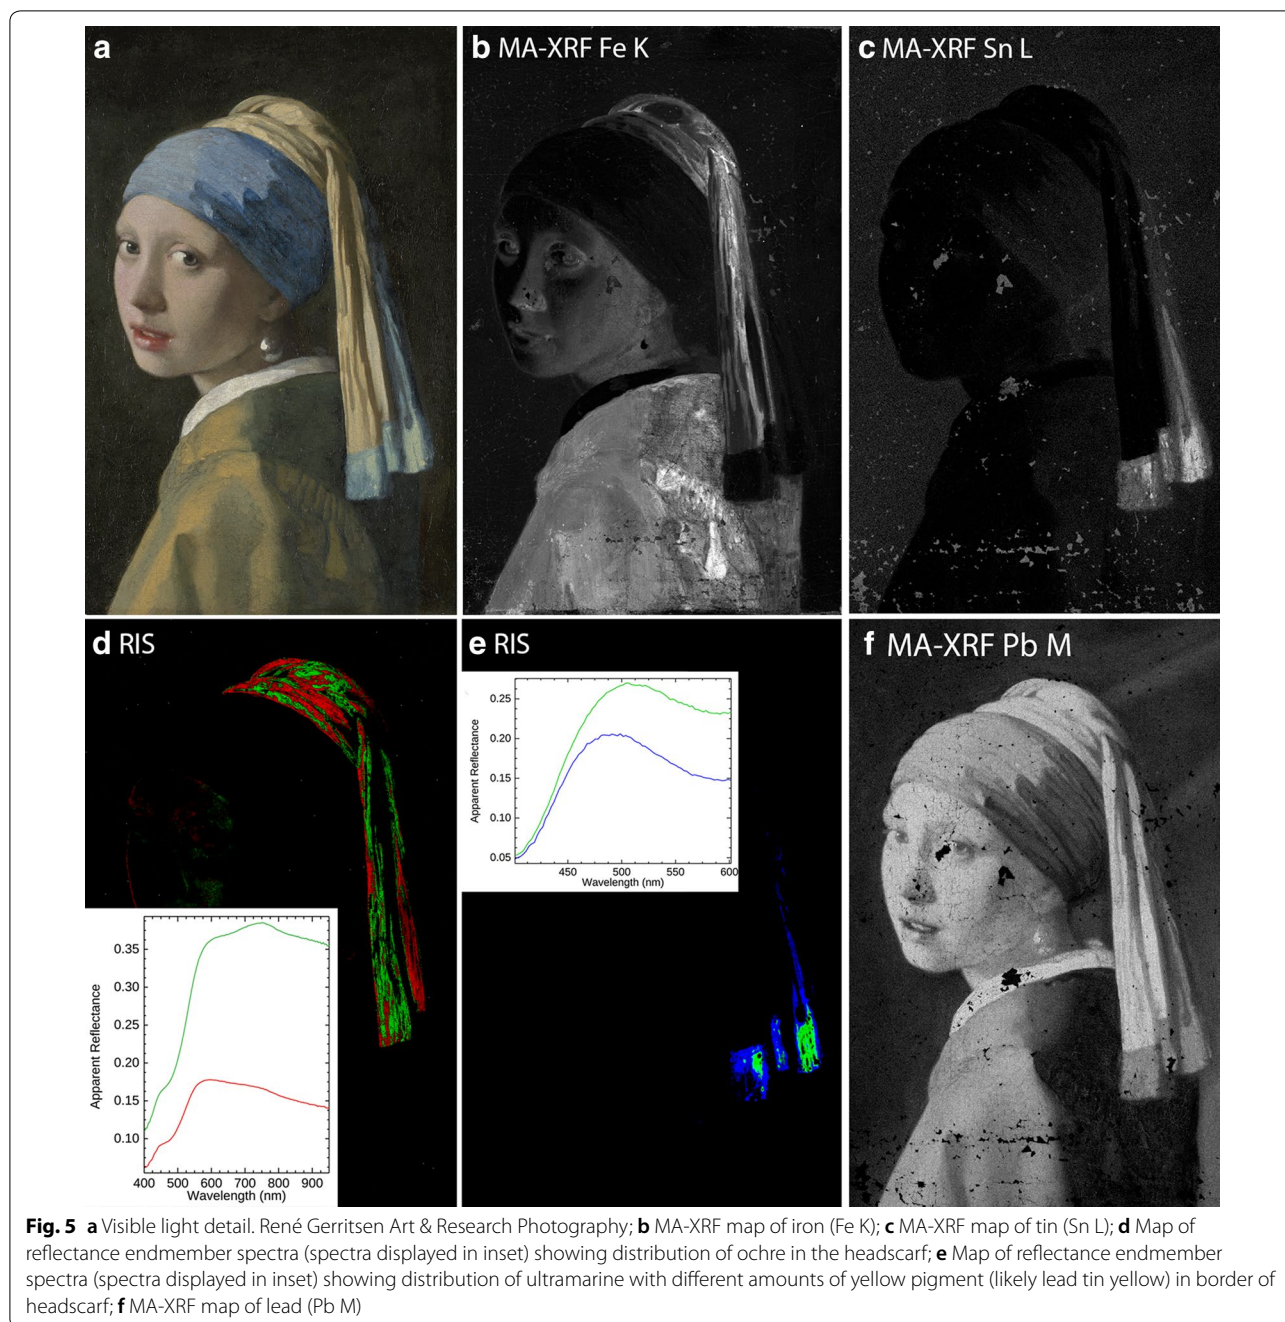 a
b MA-XRF Fe K
c MA-XRF Sn L
d RIS
0.35
0.30
0.25
0.20
0.15
0.10
Apparent Reflectance
400 500 600 700 800 900
Wavelength (nm)
e RIS
0.25
0.20
0.15
0.10
0.05
Apparent Reflectance
450 500 550 600
Wavelength (nm)
f MA-XRF Pb M
Fig. 5 a Visible light detail. René Gerritsen Art & Research Photography; b MA-XRF map of iron (Fe K); c MA-XRF map of tin (Sn L); d Map of
reflectance endmember spectra (spectra displayed in inset) showing distribution of ochre in the headscarf; e Map of reflectance endmember
spectra (spectra displayed in inset) showing distribution of ultramarine with different amounts of yellow pigment (likely lead tin yellow) in border of
headscarf; f MA-XRF map of lead (Pb M)